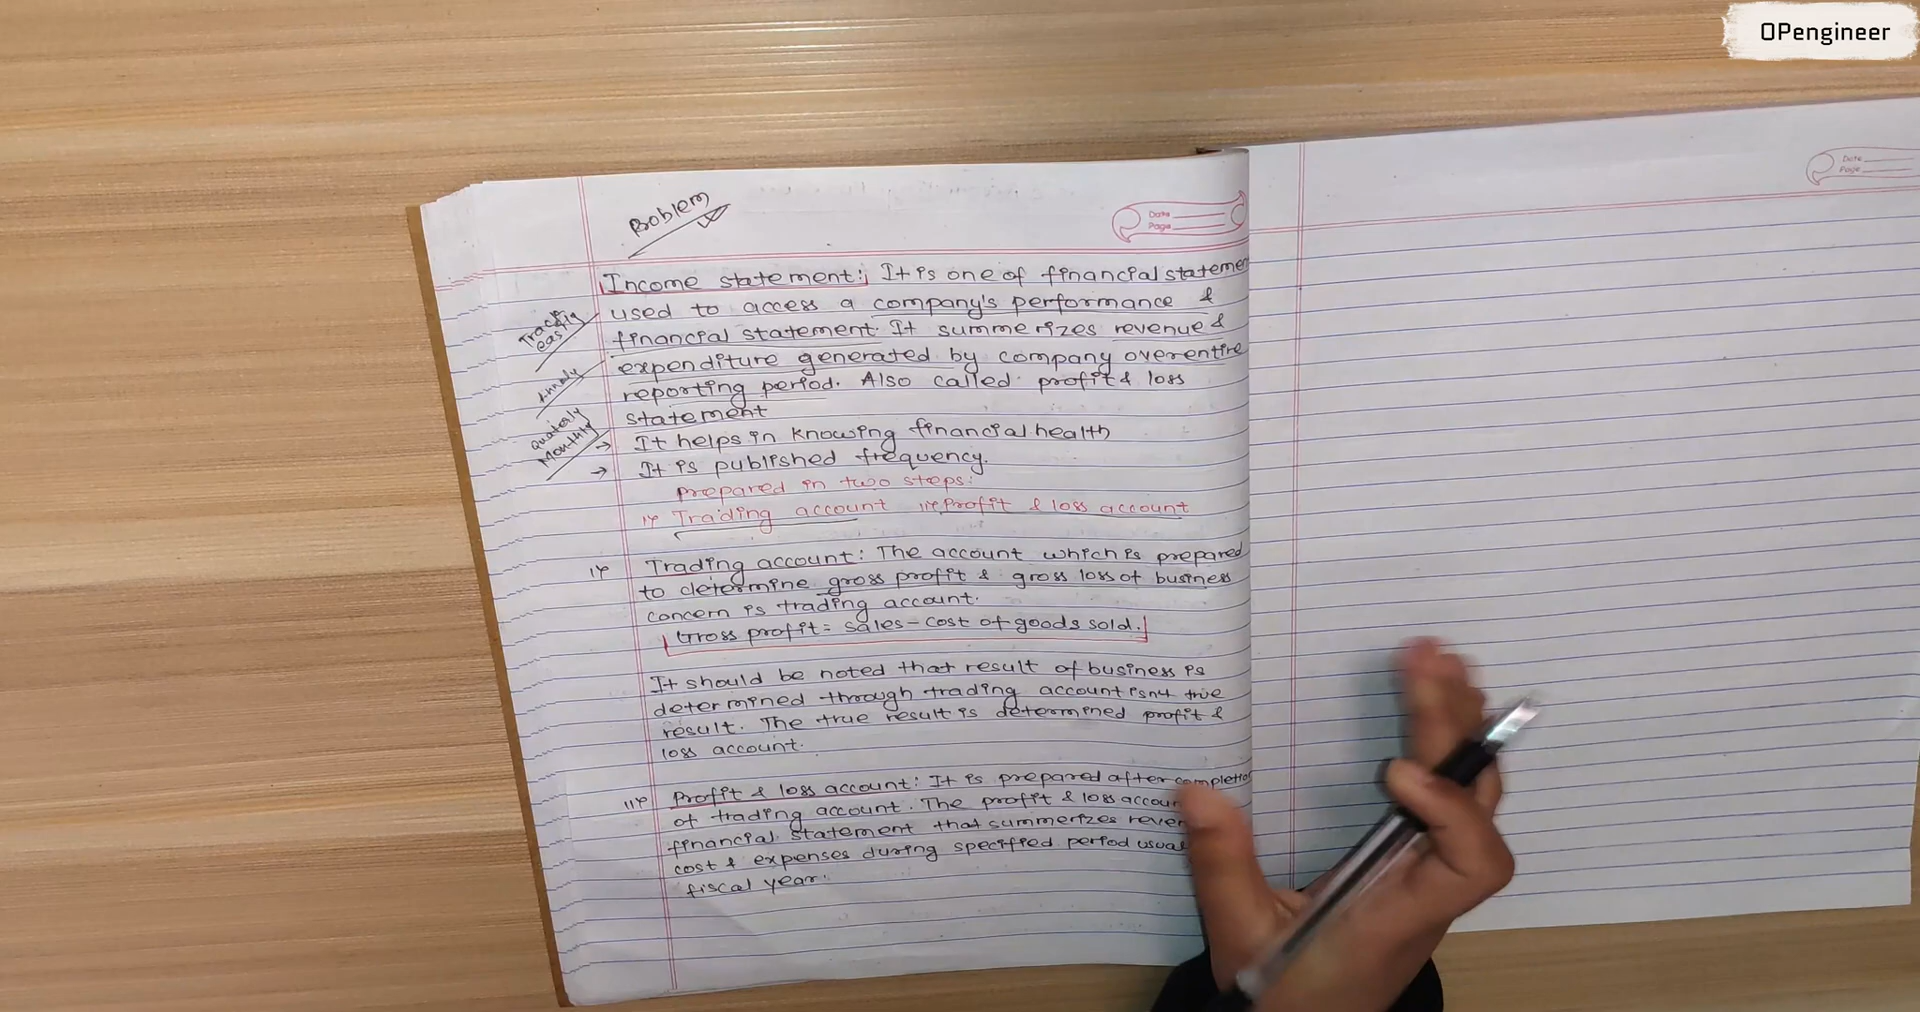 OPengineer
Problem
Date
Page
Date
Page
Income statement: It is one of financial statemen
used to access a company's performance &
financial statement. It summerizes revenue &
expenditure generated by company over entire
reporting period. Also called profit & loss
statement
→ It helps in knowing financial health
→ It is published frequency.
quaterly
Monthly
prepared in two steps:
i) Trading account ii) Profit & loss account
i) Trading account: The account which is prepared
to determine gross profit & gross loss of business
concern is trading account.
Gross profit = sales - cost of goods sold.
It should be noted that result of business is
determined through trading account isn't true
result. The true result is determined profit &
loss account.
ii) Profit & loss account: It is prepared after completio
of trading account. The profit & loss accoun
financial statement that summerizes reven
cost & expenses during specified period usual
fiscal year.